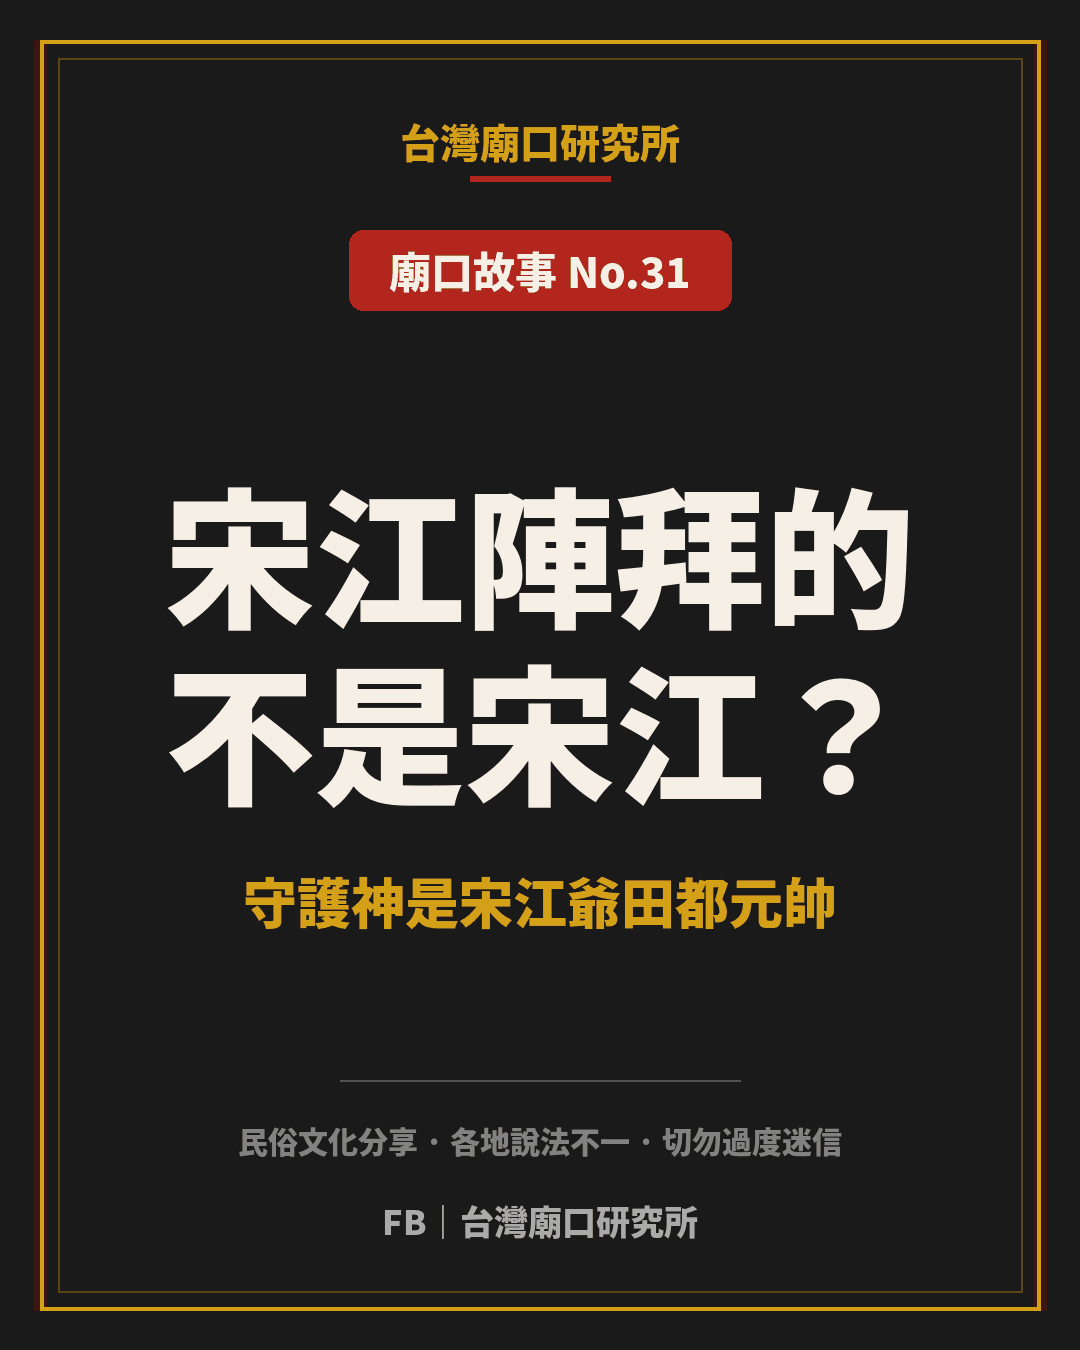 台灣廟口研究所
廟口故事 No.31
宋江陣拜的
不是宋江？
守護神是宋江爺田都元帥
民俗文化分享・各地說法不一・切勿過度迷信
FB｜台灣廟口研究所